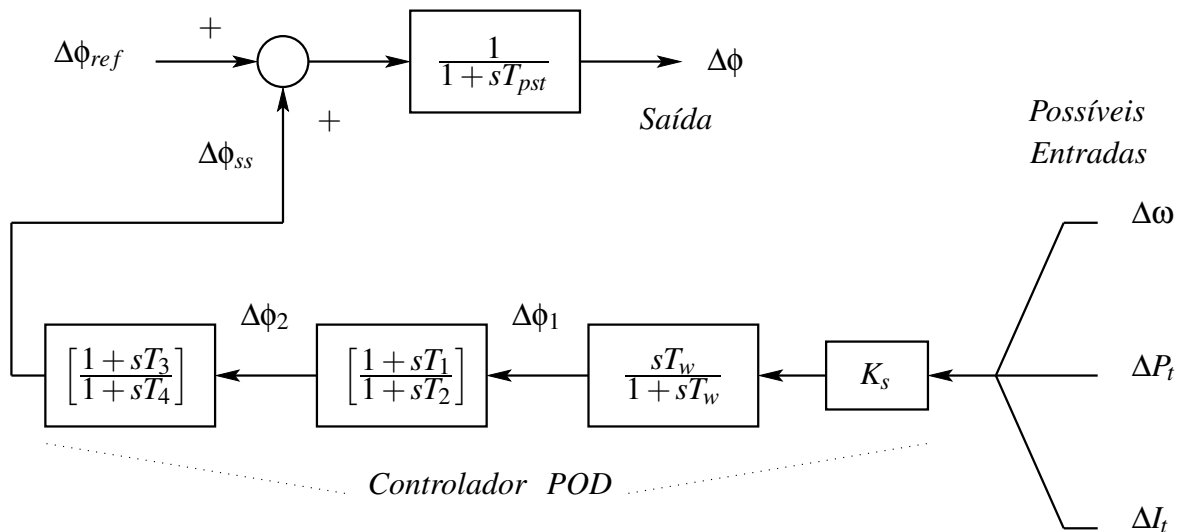 +
Δϕ_ref
1
1 + sT_pst
Δϕ
+
Saída
Possíveis
Entradas
Δϕ_ss
Δω
Δϕ_2
Δϕ_1
[1 + sT_3 / 1 + sT_4]
[1 + sT_1 / 1 + sT_2]
sT_w
1 + sT_w
K_s
ΔP_t
Controlador POD
ΔI_t